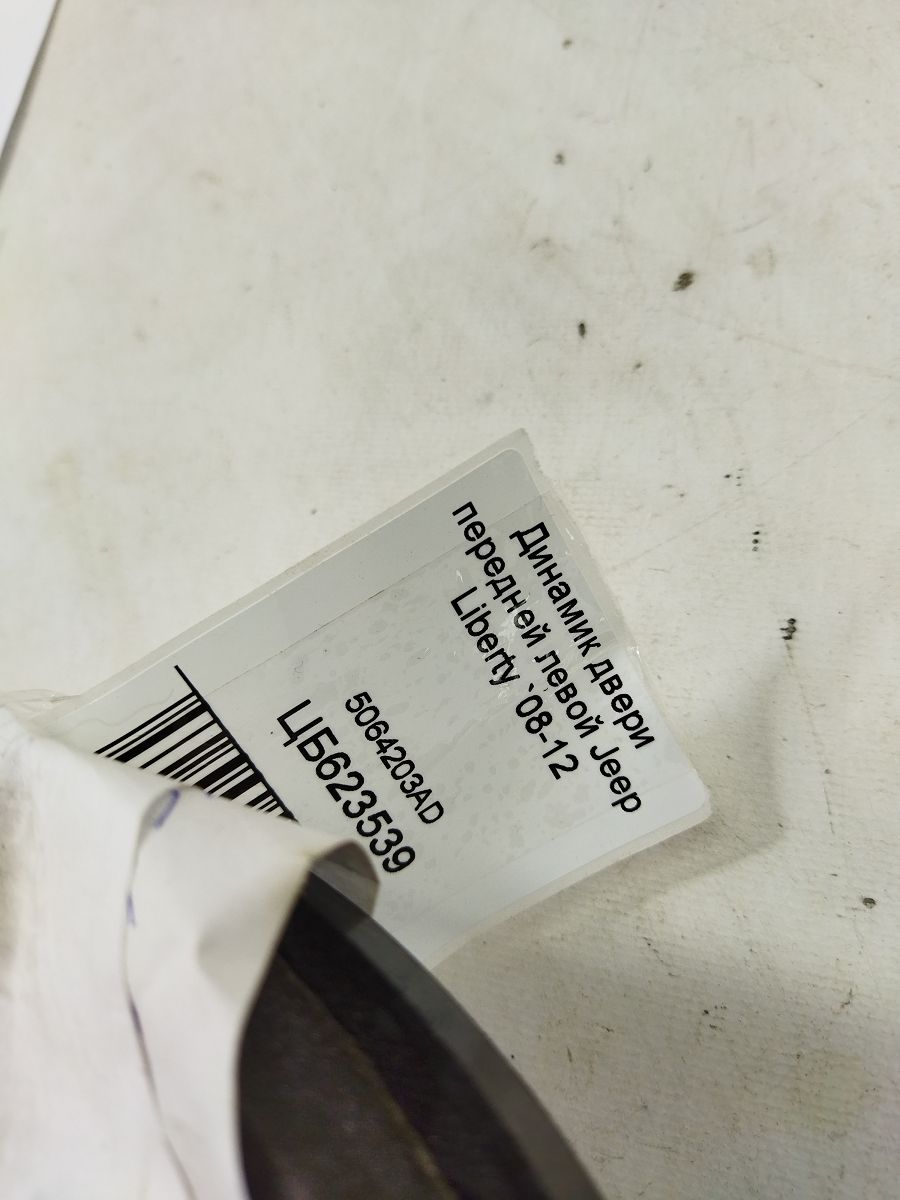 Динамик двери
передней левой Jeep
Liberty `08-12
5064203AD
ЦБ623539